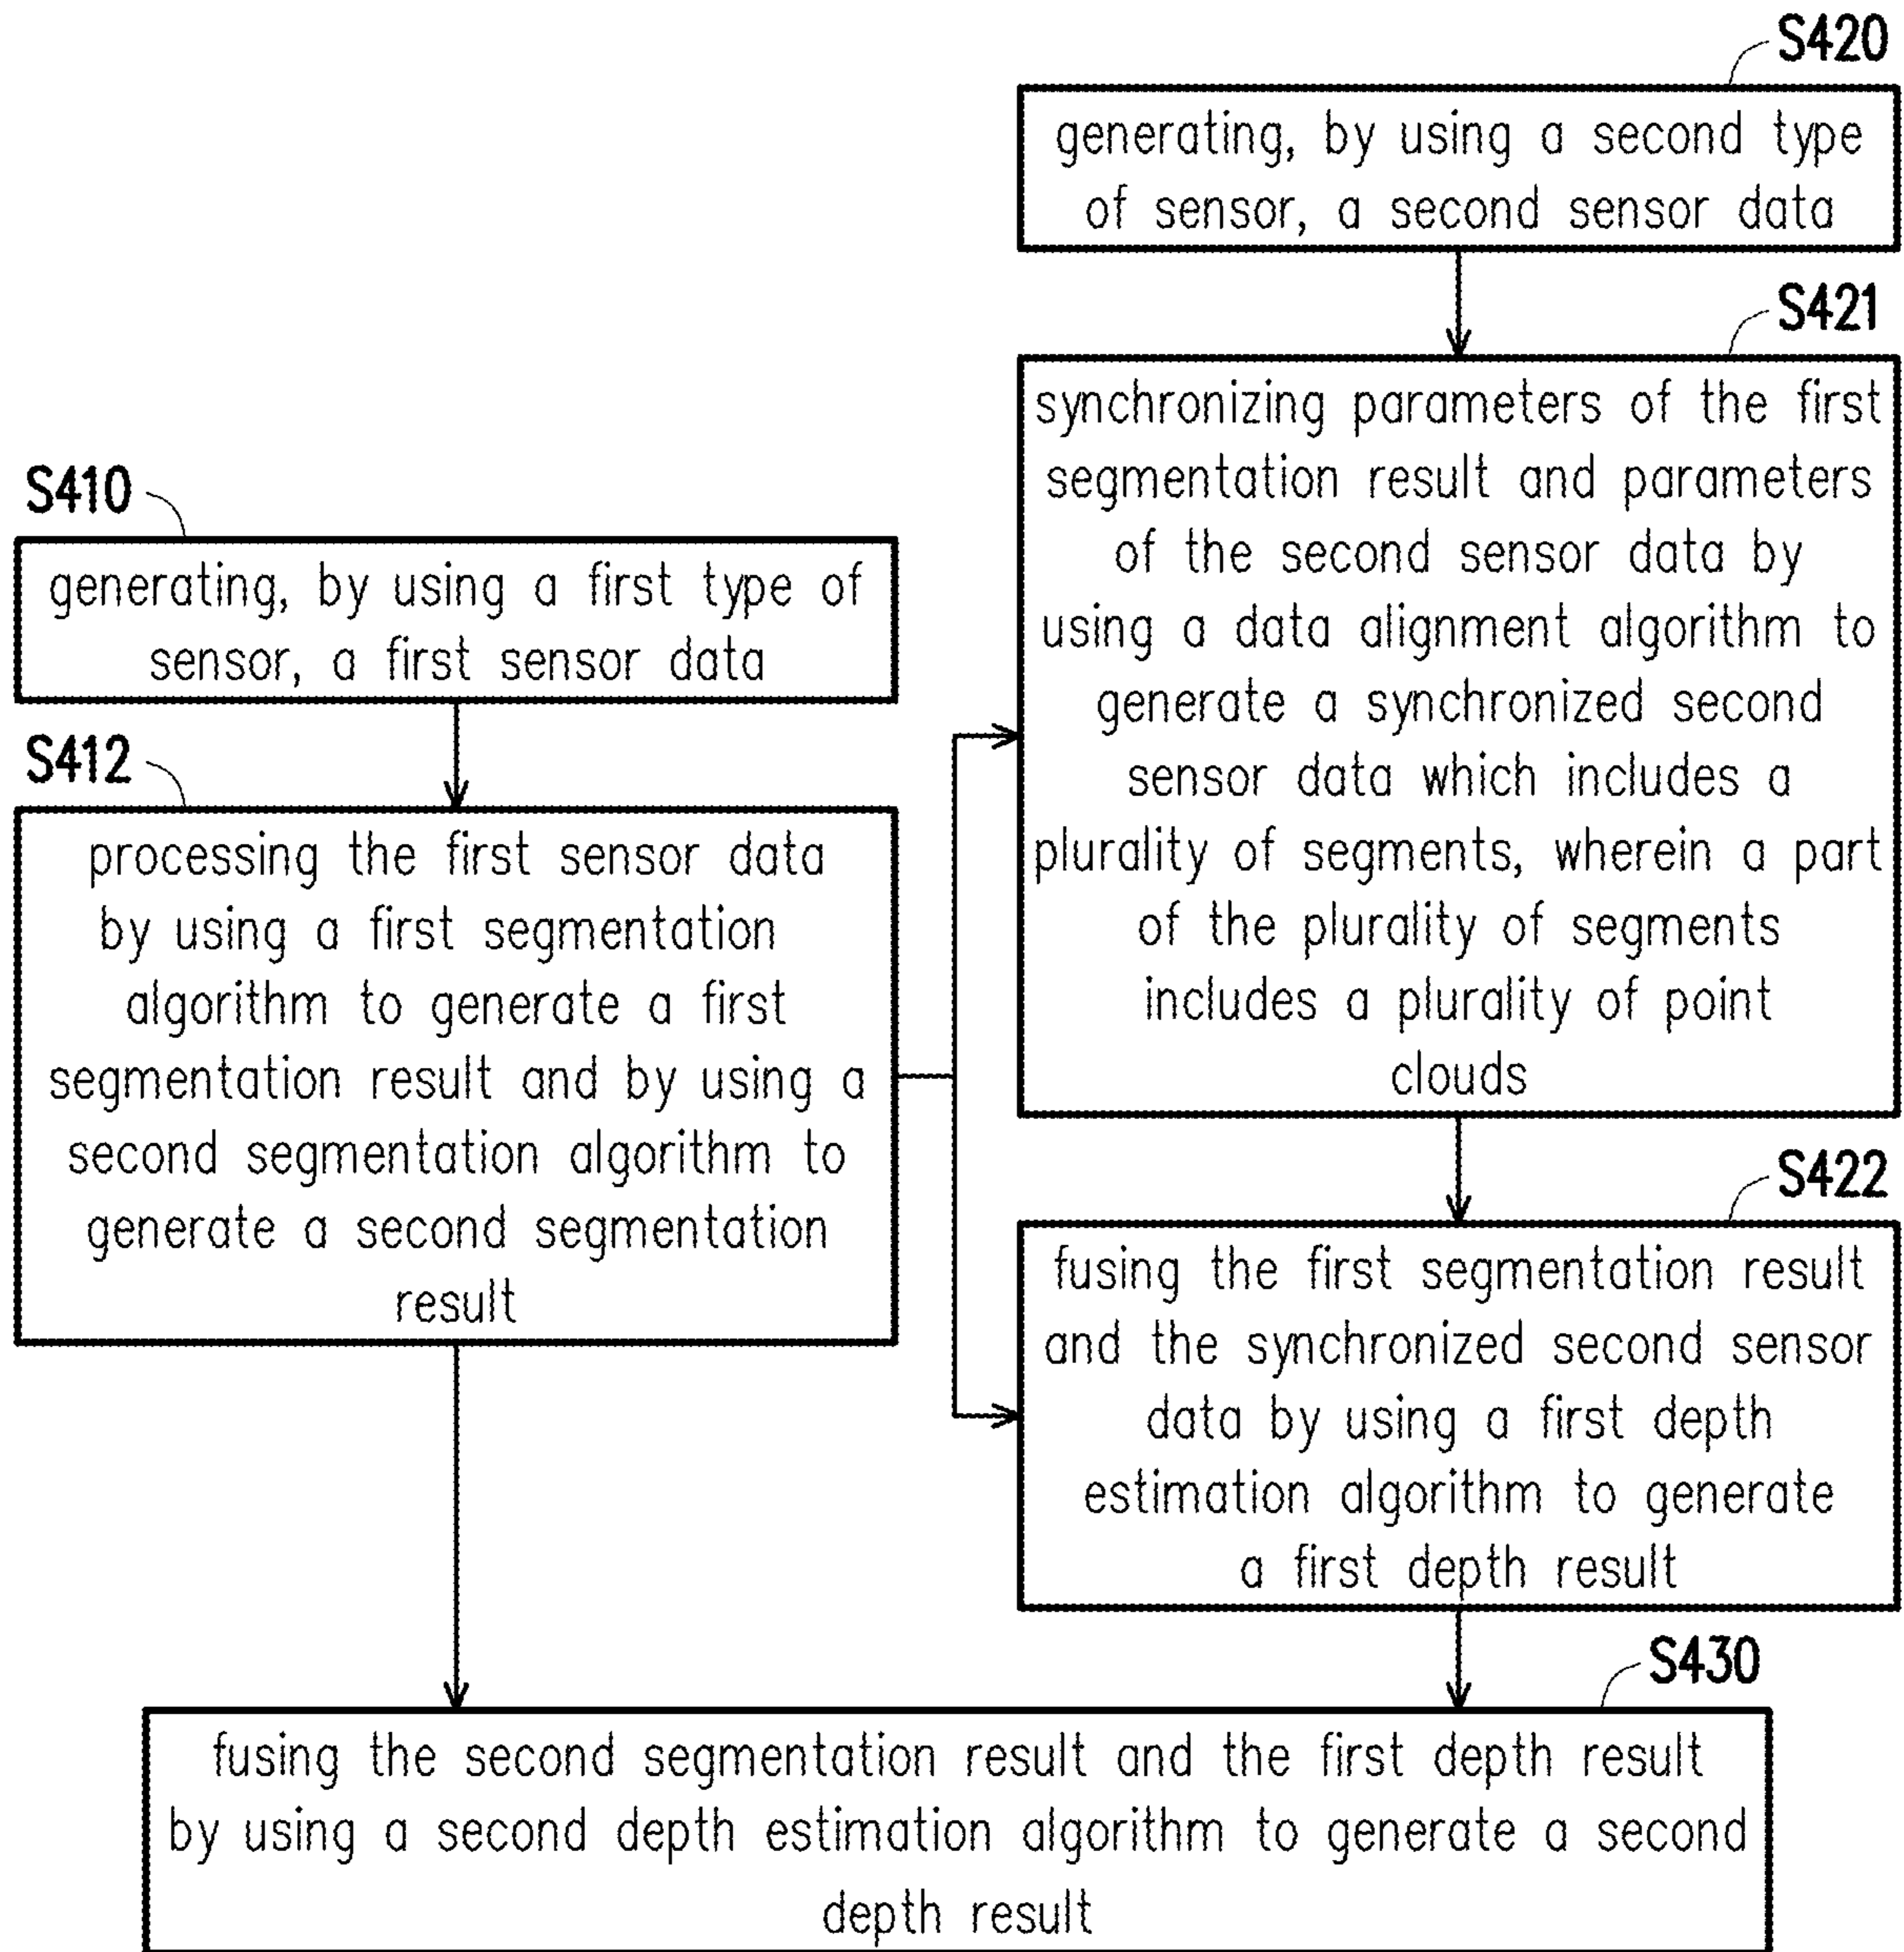 S420
generating, by using a second type
of sensor, a second sensor data
S421
synchronizing parameters of the first
segmentation result and parameters
of the second sensor data by
using a data alignment algorithm to
generate a synchronized second
sensor data which includes a
plurality of segments, wherein a part
of the plurality of segments
includes a plurality of point
clouds
S410
generating, by using a first type of
sensor, a first sensor data
S412
processing the first sensor data
by using a first segmentation
algorithm to generate a first
segmentation result and by using a
second segmentation algorithm to
generate a second segmentation
result
S422
fusing the first segmentation result
and the synchronized second sensor
data by using a first depth
estimation algorithm to generate
a first depth result
S430
fusing the second segmentation result and the first depth result
by using a second depth estimation algorithm to generate a second
depth result